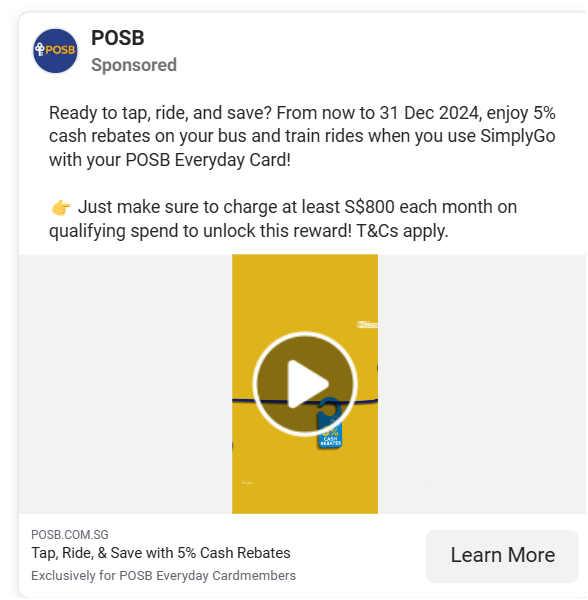 POSB
POSB
Sponsored
Ready to tap, ride, and save? From now to 31 Dec 2024, enjoy 5%
cash rebates on your bus and train rides when you use SimplyGo
with your POSB Everyday Card!
👉 Just make sure to charge at least S$800 each month on
qualifying spend to unlock this reward! T&Cs apply.
CASH
REBATES
POSB.COM.SG
Tap, Ride, & Save with 5% Cash Rebates
Exclusively for POSB Everyday Cardmembers
Learn More